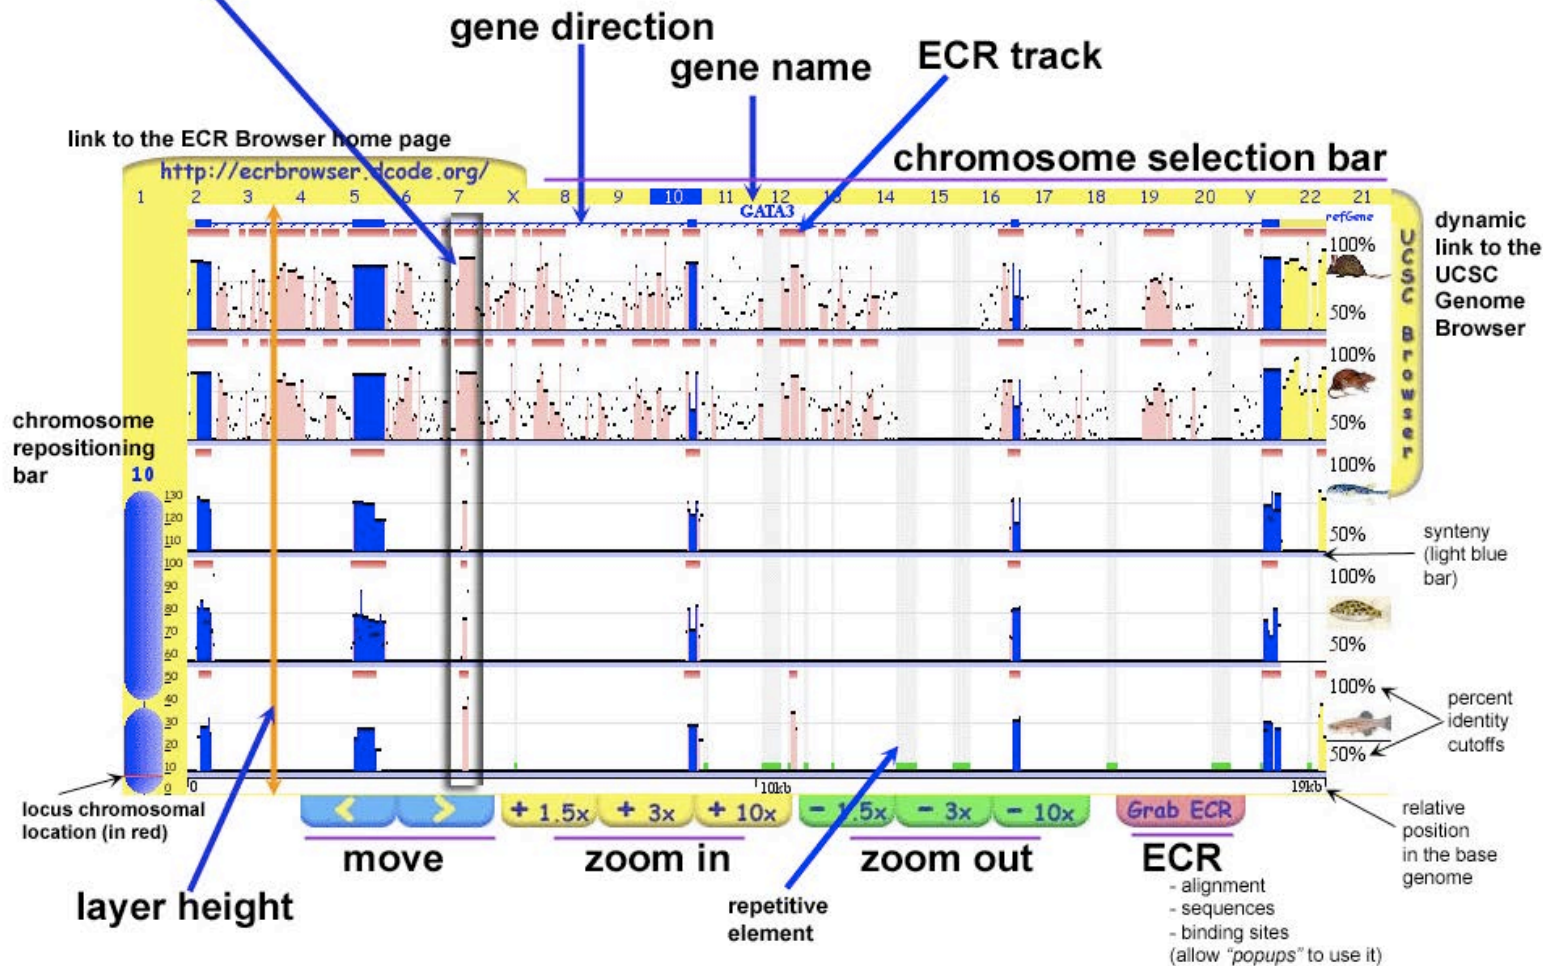 gene direction
gene name
ECR track
link to the ECR Browser home page
chromosome selection bar
http://ecrbrowser.dcode.org/
1 2 3 4 5 6 7 X 8 9 10 11 12 13 14 15 16 17 18 19 20 Y 22 21
GATA3
refGene
100%
50%
100%
50%
100%
50%
100%
50%
100%
50%
UCSC Browser
dynamic
link to the
UCSC
Genome
Browser
chromosome
repositioning
bar
10
130
120
110
100
90
80
70
60
50
40
30
20
10
0
synteny
(light blue
bar)
percent
identity
cutoffs
0 10kb 19kb
locus chromosomal
location (in red)
< > + 1.5x + 3x + 10x - 1.5x - 3x - 10x Grab ECR
move zoom in zoom out ECR
relative
position
in the base
genome
layer height
repetitive
element
- alignment
- sequences
- binding sites
(allow "popups" to use it)